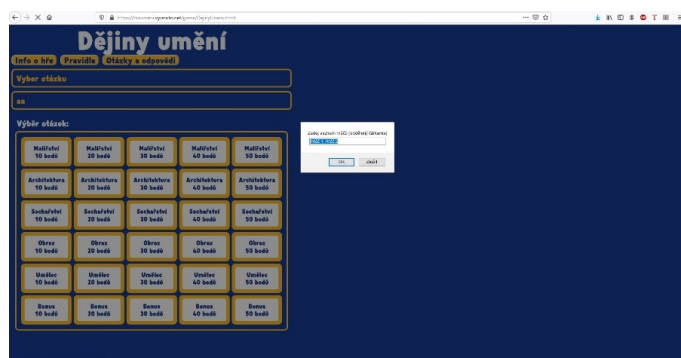 Dějiny umění
Info o hře Pravidla Otázky a odpovědi
Vyber otázku
aa
Výběr otázek:
Malířství Malířství Malířství Malířství Malířství
10 bodů 20 bodů 30 bodů 40 bodů 50 bodů
Architektura Architektura Architektura Architektura Architektura
10 bodů 20 bodů 30 bodů 40 bodů 50 bodů
Sochařství Sochařství Sochařství Sochařství Sochařství
10 bodů 20 bodů 30 bodů 40 bodů 50 bodů
Obraz Obraz Obraz Obraz Obraz
10 bodů 20 bodů 30 bodů 40 bodů 50 bodů
Umělec Umělec Umělec Umělec Umělec
10 bodů 20 bodů 30 bodů 40 bodů 50 bodů
Bonus Bonus Bonus Bonus Bonus
10 bodů 20 bodů 30 bodů 40 bodů 50 bodů
OK Zrušit